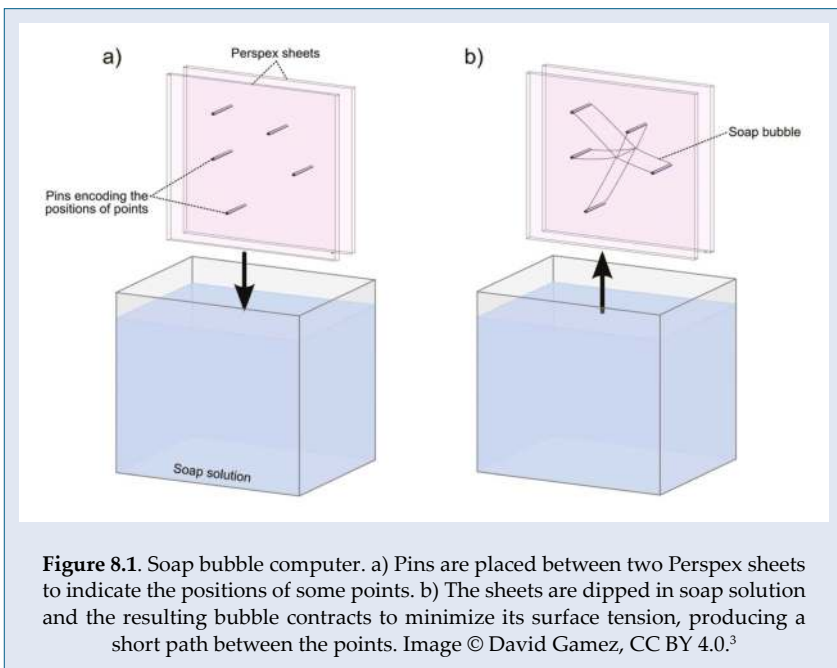 a)
Perspex sheets
b)
Soap bubble
Pins encoding the
positions of points
Soap solution
Figure 8.1. Soap bubble computer. a) Pins are placed between two Perspex sheets
to indicate the positions of some points. b) The sheets are dipped in soap solution
and the resulting bubble contracts to minimize its surface tension, producing a
short path between the points. Image © David Gamez, CC BY 4.0.³